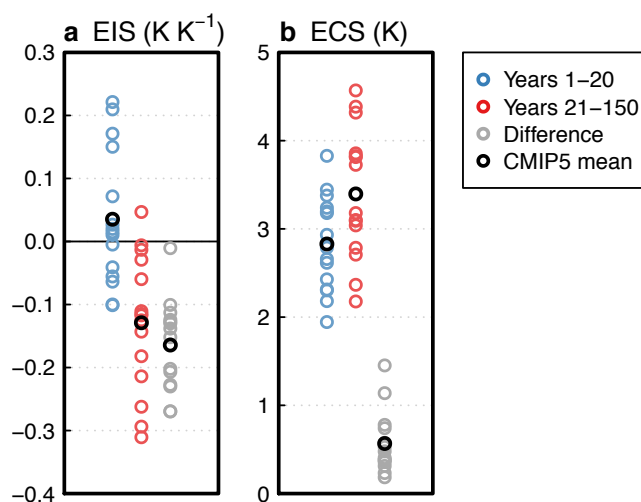 a EIS (K K⁻¹)
0.3
0.2
0.1
0.0
−0.1
−0.2
−0.3
−0.4
b ECS (K)
5
4
3
2
1
0
Years 1−20
Years 21−150
Difference
CMIP5 mean